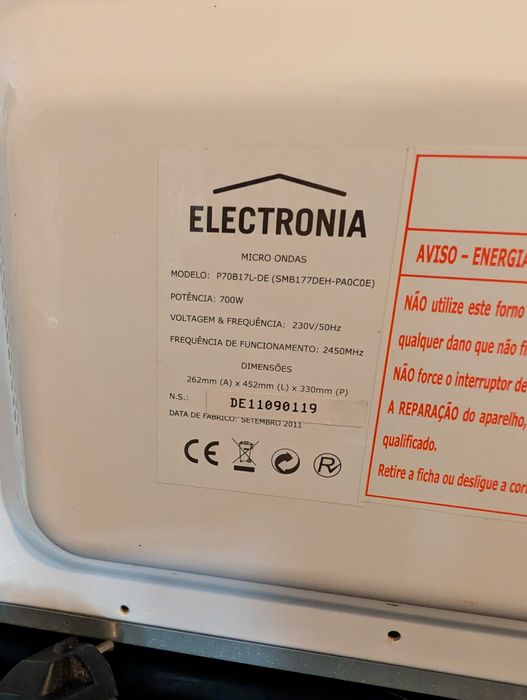 ELECTRONIA
MICRO ONDAS
MODELO: P70B17L-DE (SMB177DEH-PA0C0E)
POTÊNCIA: 700W
VOLTAGEM & FREQUÊNCIA: 230V/50Hz
FREQUÊNCIA DE FUNCIONAMENTO: 2450MHz
DIMENSÕES
262mm (A) x 452mm (L) x 330mm (P)
N.S.: DE11090119
DATA DE FABRICO: SETEMBRO 2011
CE
AVISO – ENERGIA
NÃO utilize este forno
qualquer dano que não fi
NÃO force o interruptor de
A REPARAÇÃO do aparelho,
qualificado.
Retire a ficha ou desligue a corr